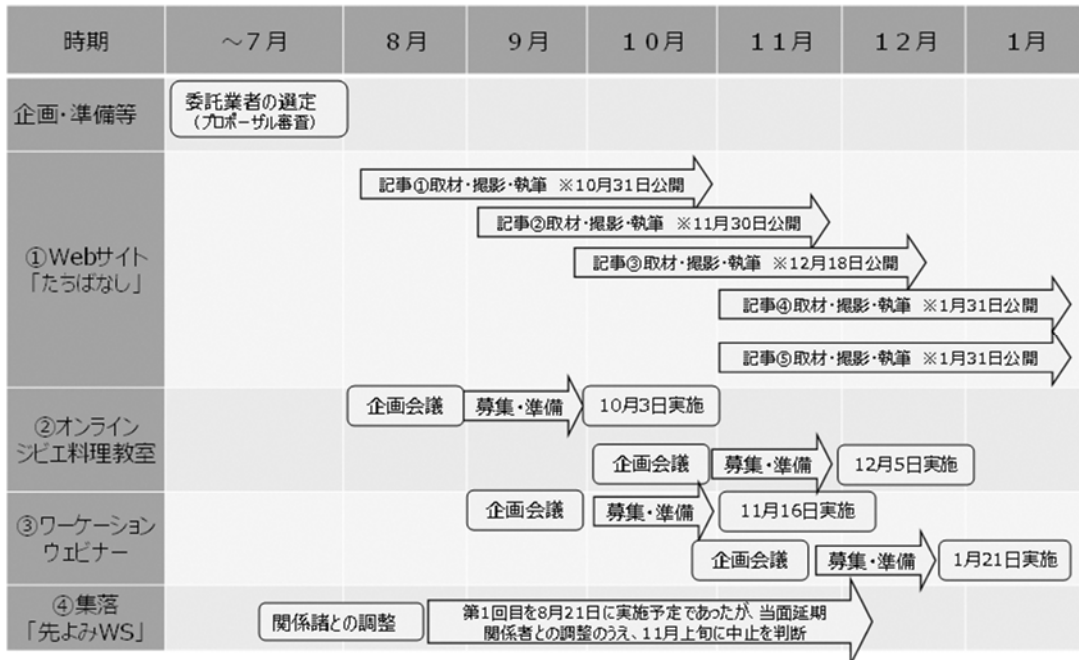 時期
～７月
８月
９月
１０月
１１月
１２月
１月
企画・準備等
委託業者の選定
（プロポーザル審査）
①Webサイト
「たちばなし」
記事①取材・撮影・執筆 ※10月31日公開
記事②取材・撮影・執筆 ※11月30日公開
記事③取材・撮影・執筆 ※12月18日公開
記事④取材・撮影・執筆 ※1月31日公開
記事⑤取材・撮影・執筆 ※1月31日公開
②オンライン
ジビエ料理教室
企画会議
募集・準備
10月3日実施
企画会議
募集・準備
12月5日実施
③ワーケーション
ウェビナー
企画会議
募集・準備
11月16日実施
企画会議
募集・準備
1月21日実施
④集落
「先よみWS」
関係諸との調整
第1回目を8月21日に実施予定であったが、当面延期
関係者との調整のうえ、11月上旬に中止を判断